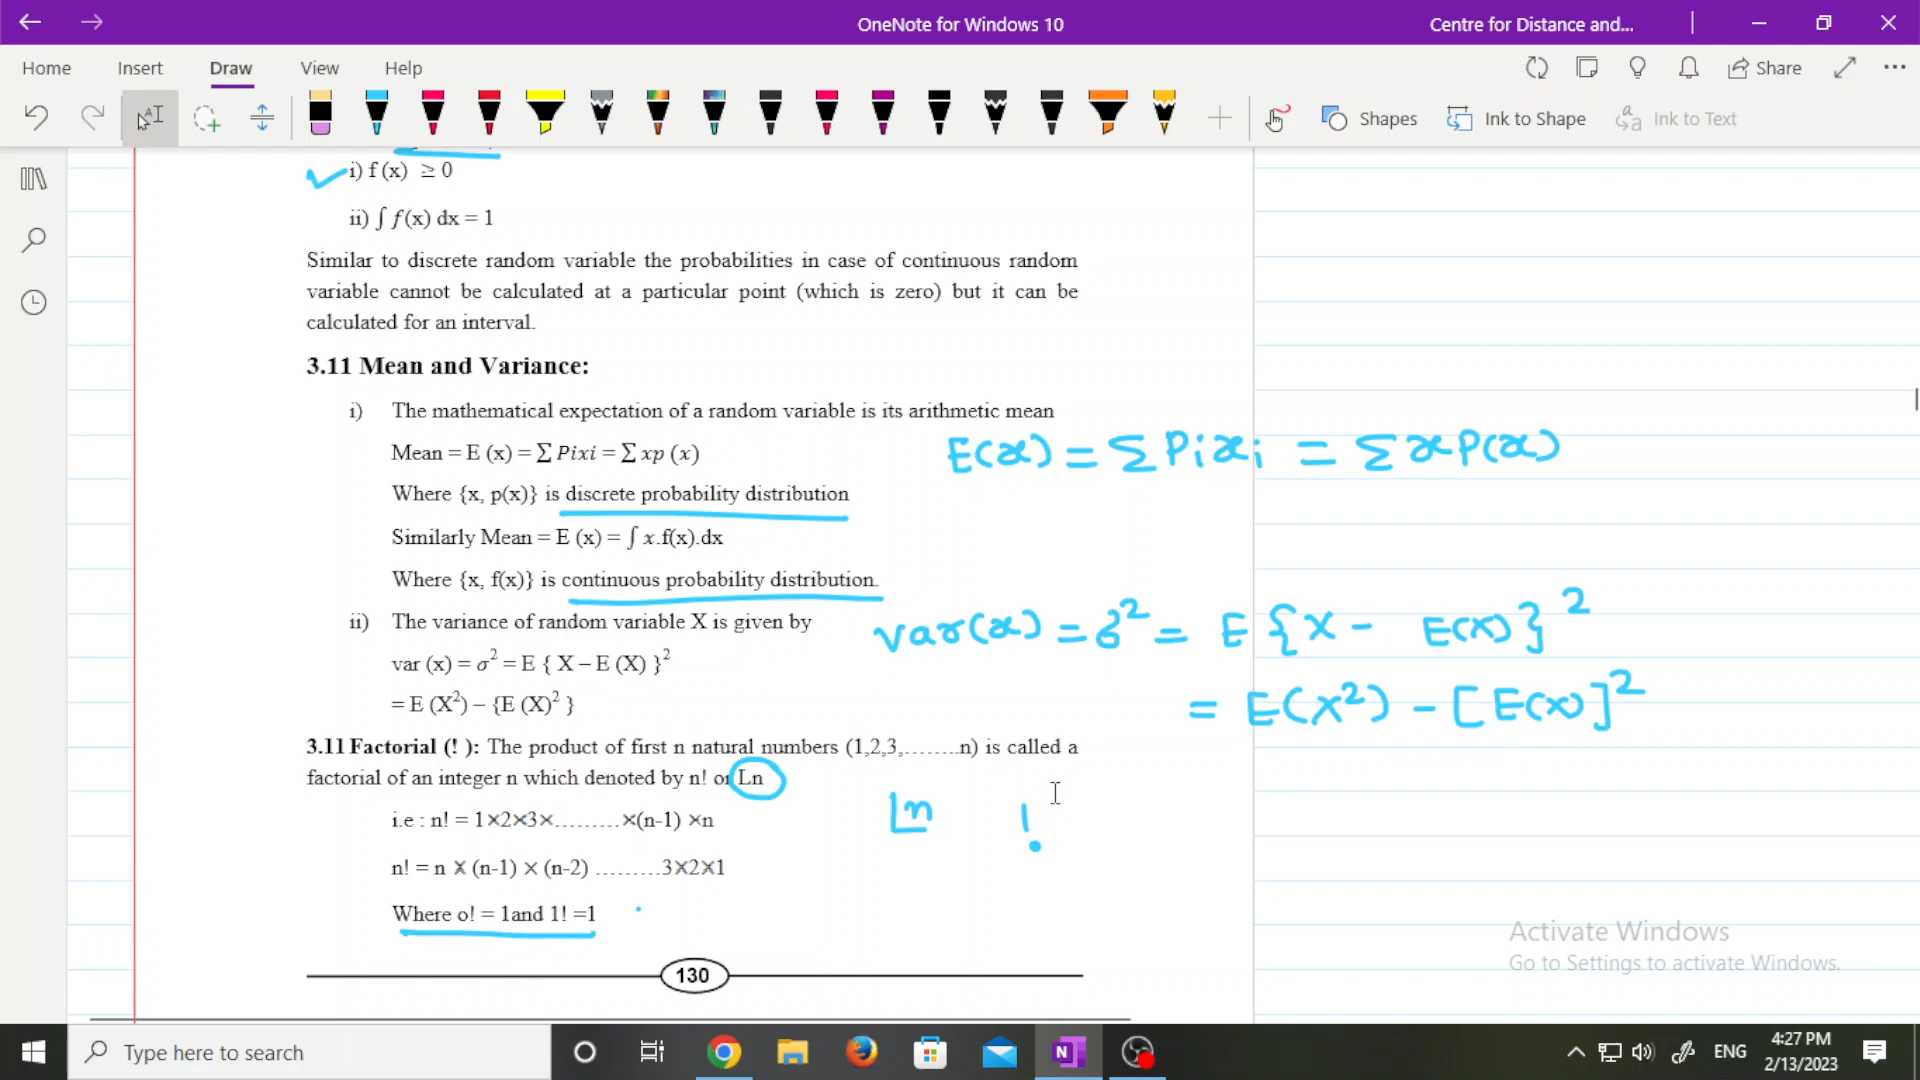 OneNote for Windows 10
Centre for Distance and...
Home Insert Draw View Help
Share
Shapes
Ink to Shape
Ink to Text
i) f (x) ≥ 0
ii) ∫ f(x) dx = 1
Similar to discrete random variable the probabilities in case of continuous random
variable cannot be calculated at a particular point (which is zero) but it can be
calculated for an interval.
3.11 Mean and Variance:
i) The mathematical expectation of a random variable is its arithmetic mean
Mean = E (x) = ∑ Pixi = ∑ xp (x)
E(x) = ∑ Pixi = ∑ xP(x)
Where {x, p(x)} is discrete probability distribution
Similarly Mean = E (x) = ∫ x.f(x).dx
Where {x, f(x)} is continuous probability distribution.
ii) The variance of random variable X is given by
var(x) = σ² = E {X - E(X)}²
var (x) = σ² = E { X – E (X) }²
= E (X²) – {E (X)² }
= E(X²) - [E(X)]²
3.11 Factorial (! ): The product of first n natural numbers (1,2,3,........n) is called a
factorial of an integer n which denoted by n! or Ln
Ln !
i.e : n! = 1×2×3×.........×(n-1) ×n
n! = n X (n-1) × (n-2) .........3×2×1
Where o! = 1and 1! =1
130
Activate Windows
Go to Settings to activate Windows.
Type here to search
ENG
4:27 PM
2/13/2023